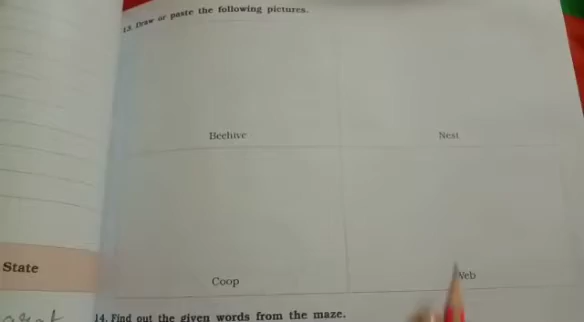 13. Draw or paste the following pictures.
Beehive Nest
State
Coop Web
14. Find out the given words from the maze.